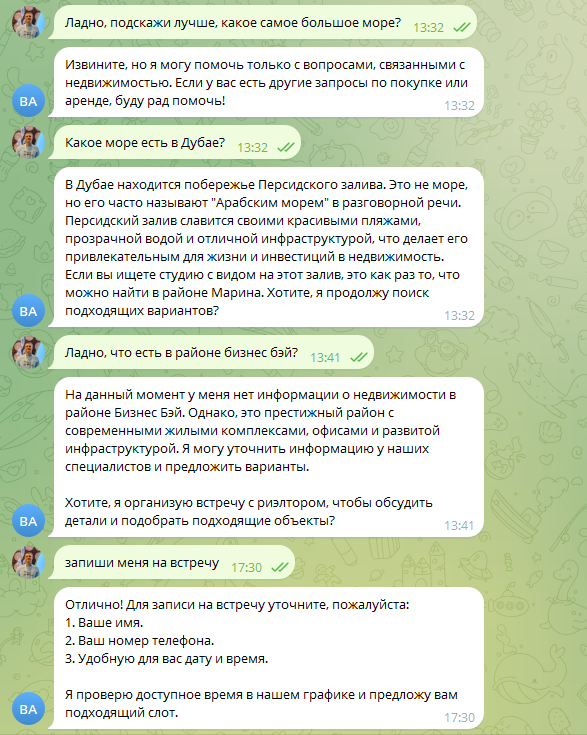 Ладно, подскажи лучше, какое самое большое море? 13:32
Извините, но я могу помочь только с вопросами, связанными с
недвижимостью. Если у вас есть другие запросы по покупке или
аренде, буду рад помочь!
BA
13:32
Какое море есть в Дубае? 13:32
В Дубае находится побережье Персидского залива. Это не море,
но его часто называют "Арабским морем" в разговорной речи.
Персидский залив славится своими красивыми пляжами,
прозрачной водой и отличной инфраструктурой, что делает его
привлекательным для жизни и инвестиций в недвижимость.
Если вы ищете студию с видом на этот залив, это как раз то, что
можно найти в районе Марина. Хотите, я продолжу поиск
подходящих вариантов?
BA
13:32
Ладно, что есть в районе бизнес бэй? 13:41
На данный момент у меня нет информации о недвижимости в
районе Бизнес Бэй. Однако, это престижный район с
современными жилыми комплексами, офисами и развитой
инфраструктурой. Я могу уточнить информацию у наших
специалистов и предложить варианты.
Хотите, я организую встречу с риэлтором, чтобы обсудить
детали и подобрать подходящие объекты?
BA
13:41
запиши меня на встречу 17:30
Отлично! Для записи на встречу уточните, пожалуйста:
1. Ваше имя.
2. Ваш номер телефона.
3. Удобную для вас дату и время.
Я проверю доступное время в нашем графике и предложу вам
подходящий слот.
BA
17:30